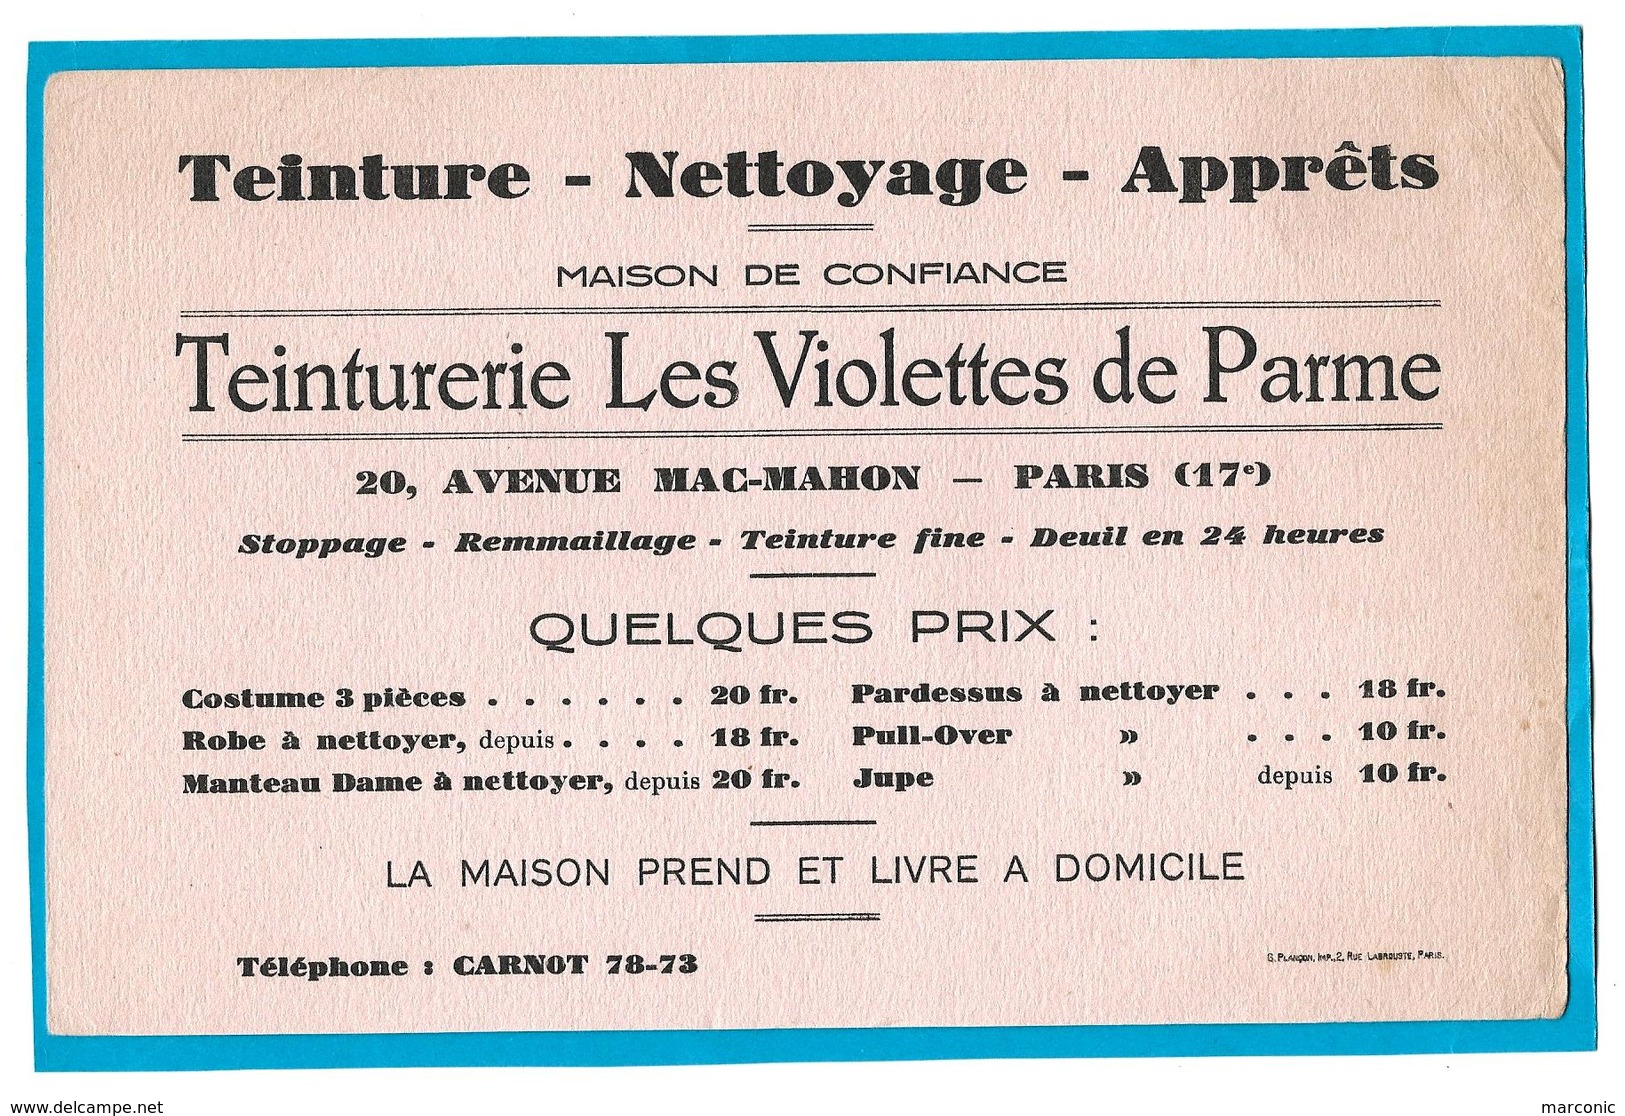 Teinture - Nettoyage - Apprêts
MAISON DE CONFIANCE
Teinturerie Les Violettes de Parme
20, AVENUE MAC-MAHON — PARIS (17e)
Stoppage - Remmaillage - Teinture fine - Deuil en 24 heures
QUELQUES PRIX :
Costume 3 pièces . . . . . . 20 fr.
Robe à nettoyer, depuis . . . . 18 fr.
Manteau Dame à nettoyer, depuis 20 fr.
Pardessus à nettoyer . . . 18 fr.
Pull-Over » . . . 10 fr.
Jupe » depuis 10 fr.
LA MAISON PREND ET LIVRE A DOMICILE
Téléphone : CARNOT 78-73
G. PLANÇON, IMP., 2, RUE LABROUSTE, PARIS.
www.delcampe.net
marconic